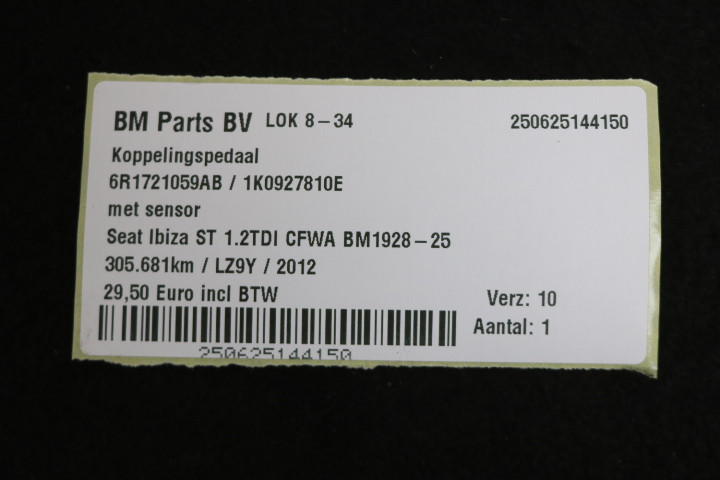 BM Parts BV LOK 8-34 250625144150
Koppelingspedaal
6R1721059AB / 1K0927810E
met sensor
Seat Ibiza ST 1.2TDI CFWA BM1928-25
305.681km / LZ9Y / 2012
29,50 Euro incl BTW Verz: 10
Aantal: 1
250625144150